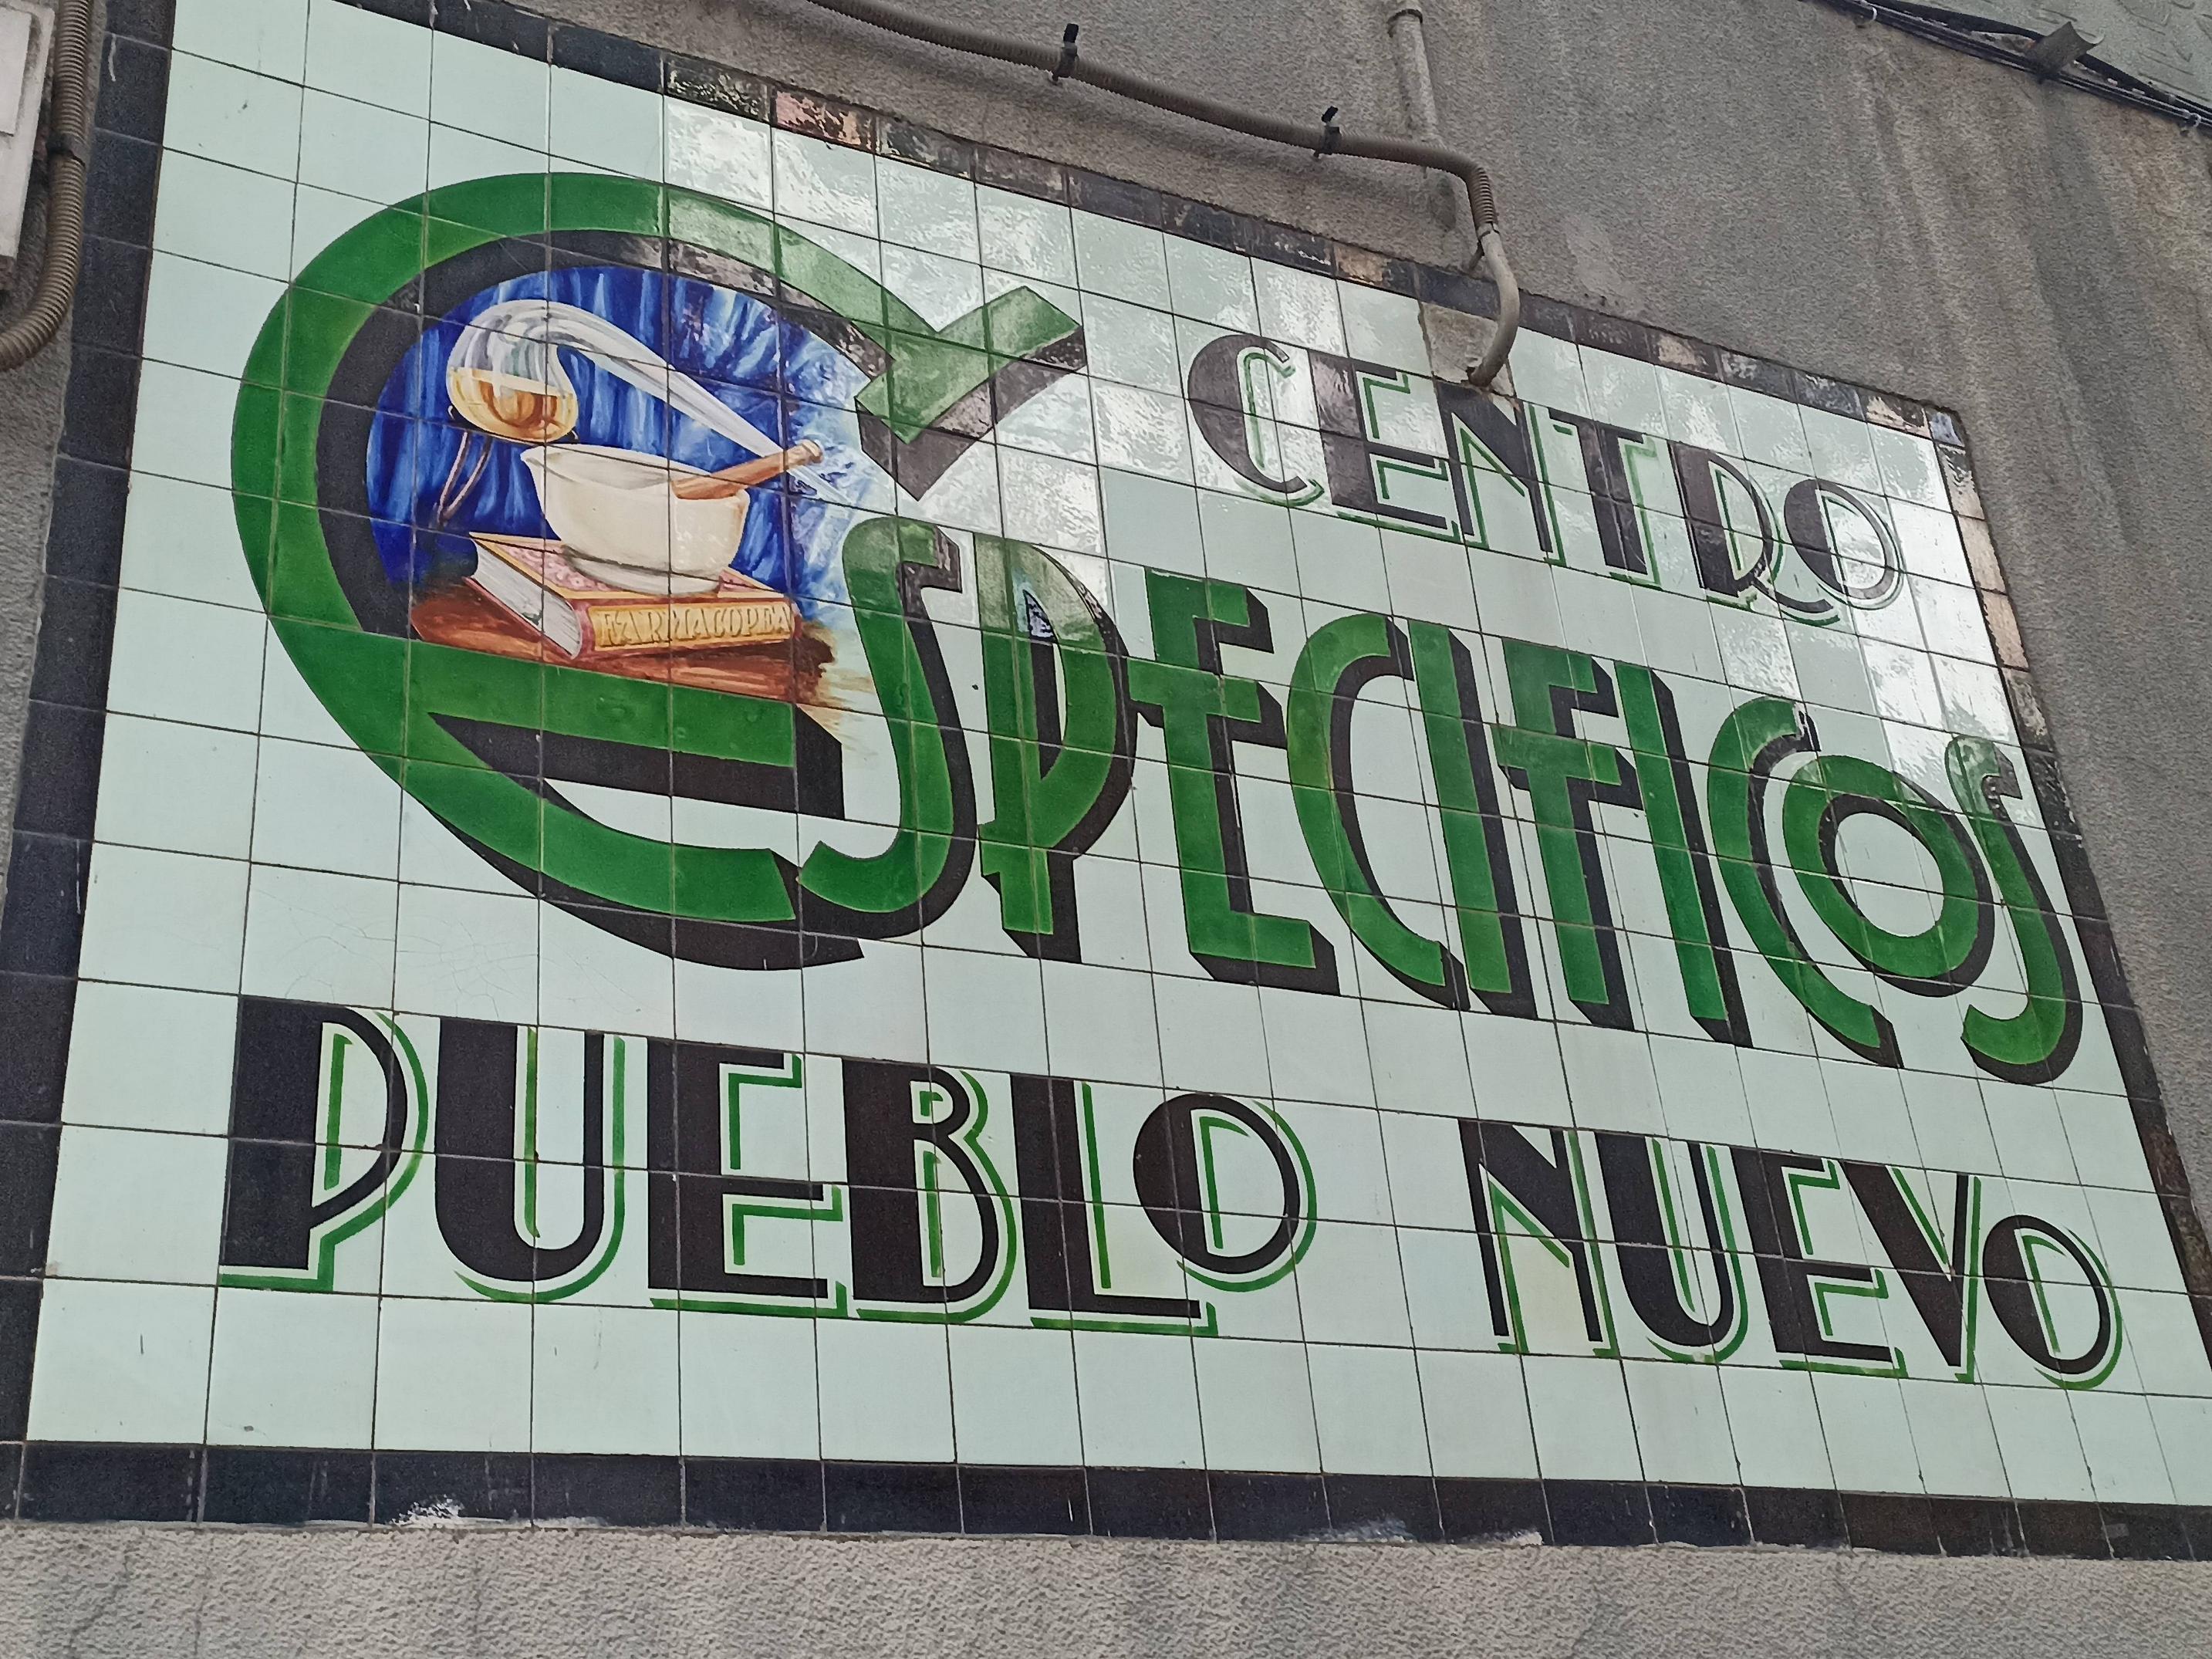 CENTRO
ESPECIFICOS
FARMACOPEA
PUEBLO NUEVO